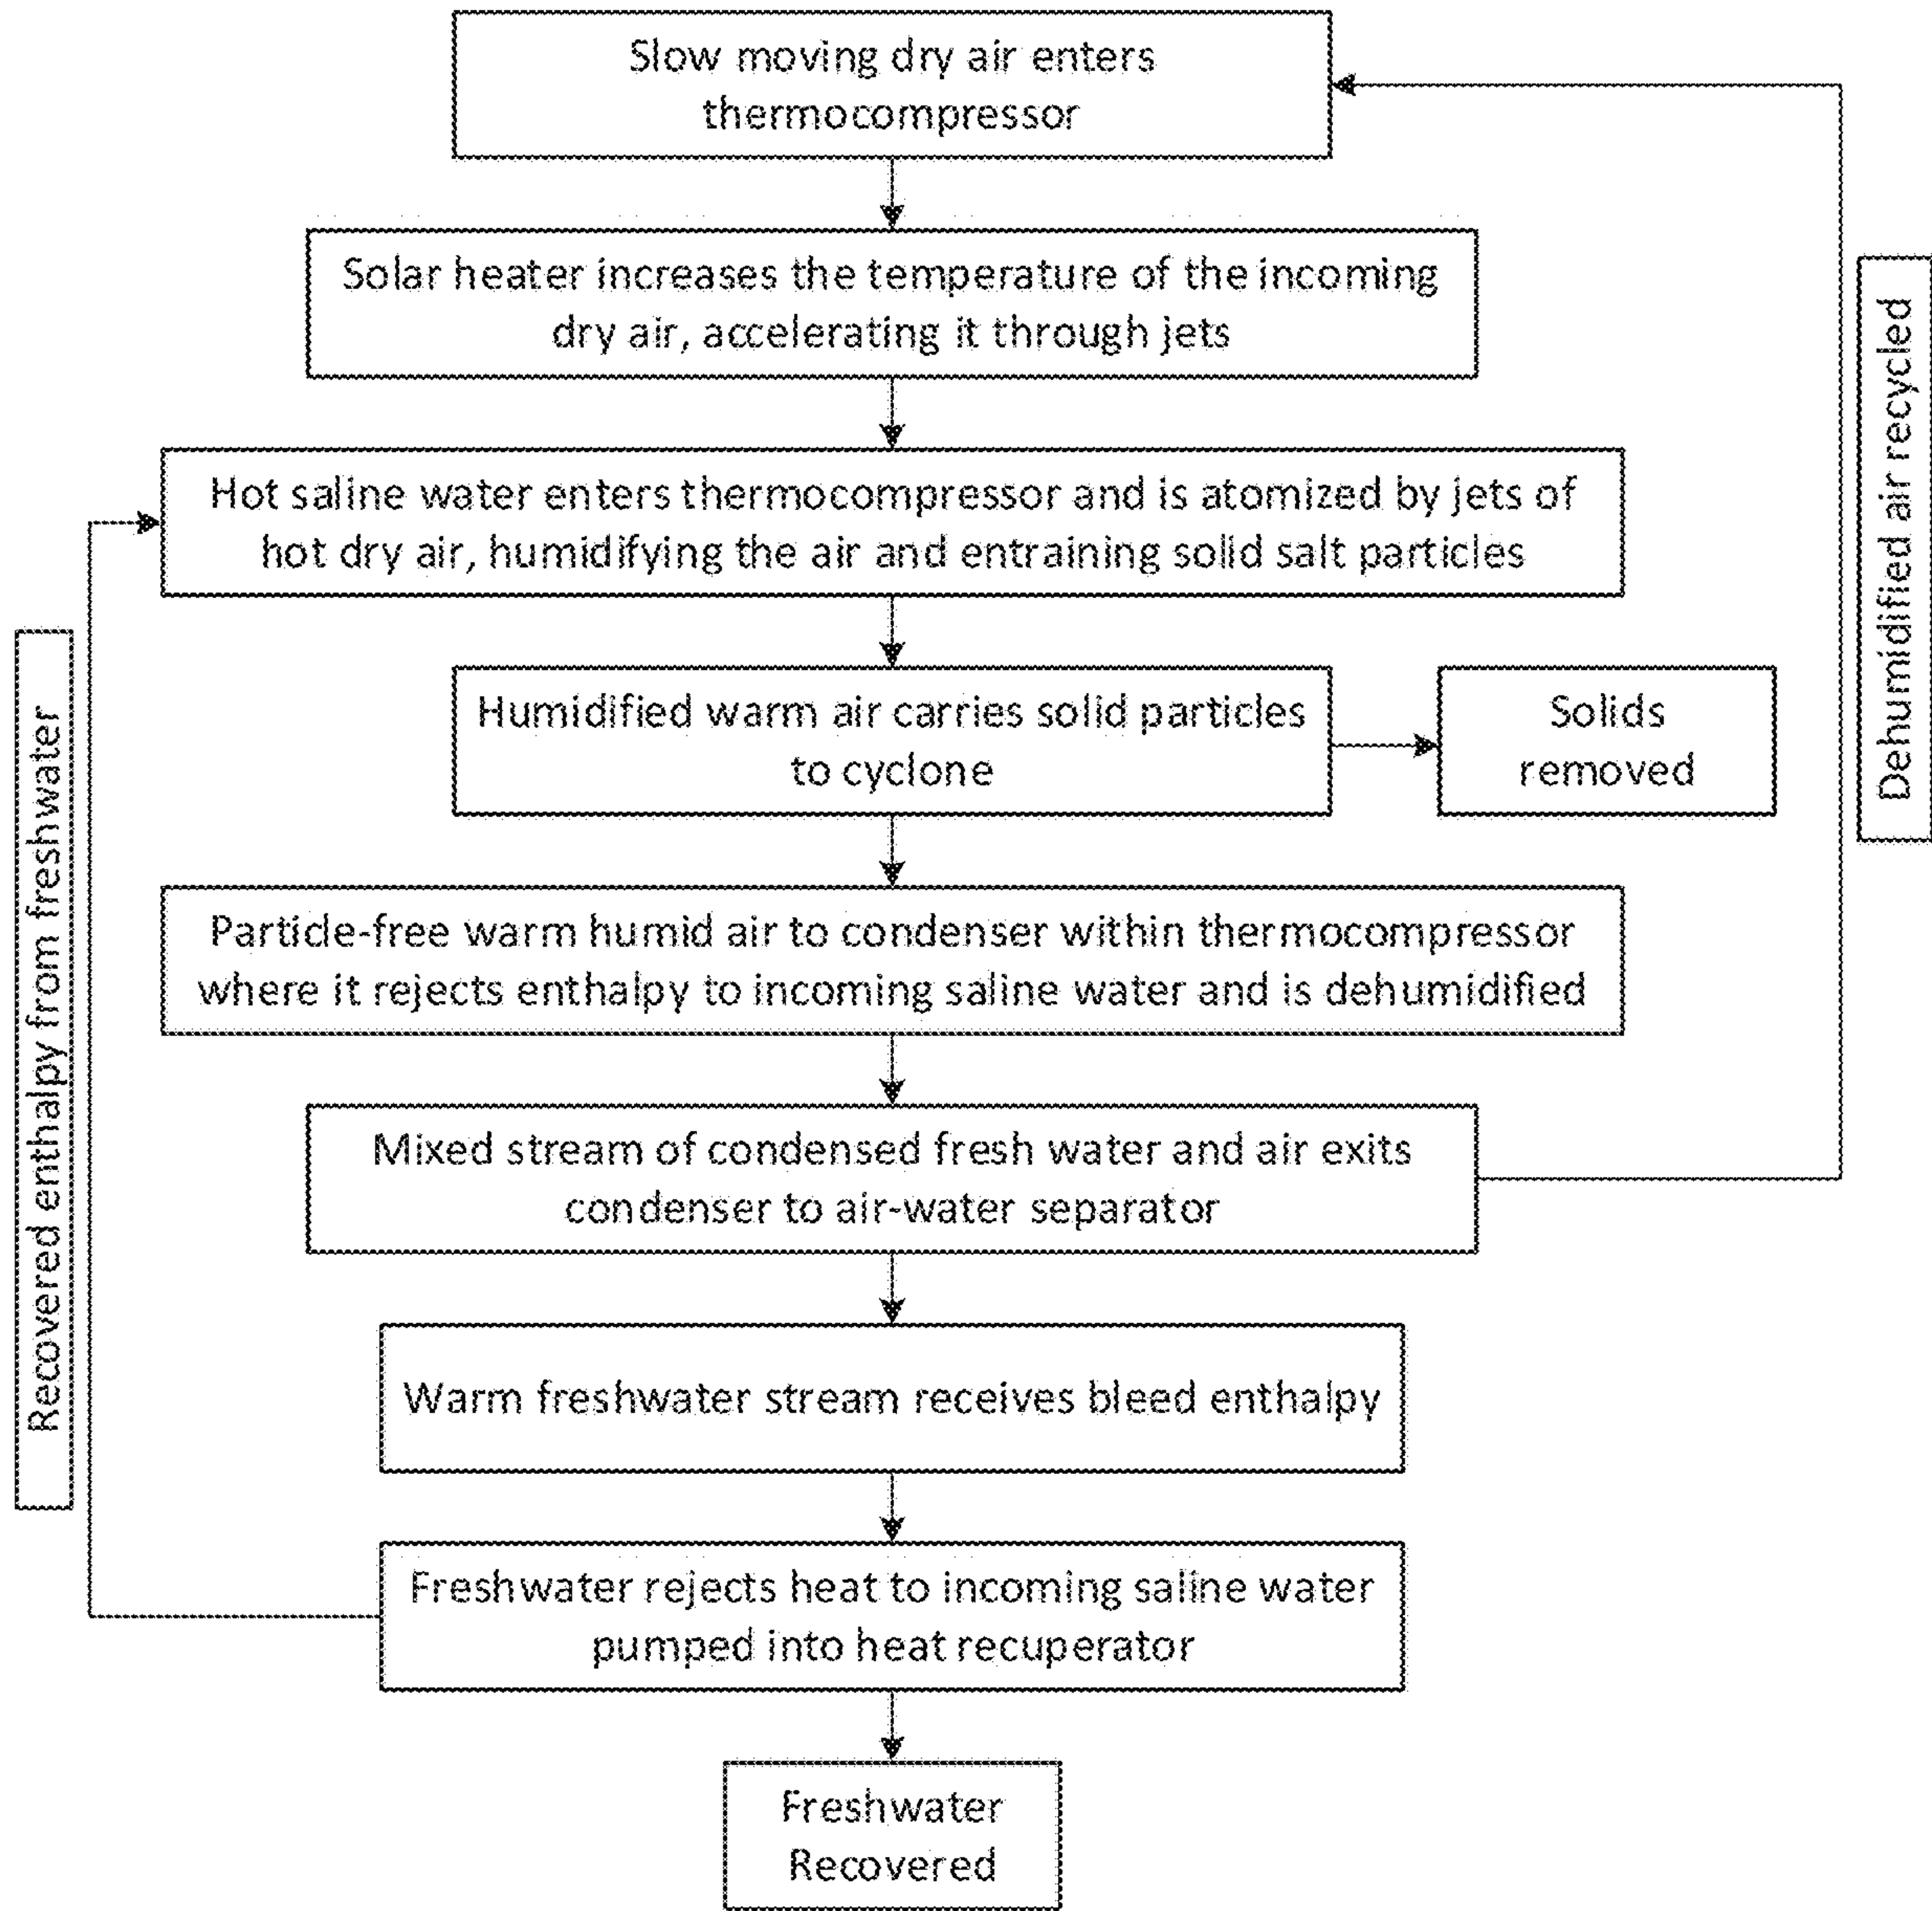 Slow moving dry air enters
thermocompressor
Solar heater increases the temperature of the incoming
dry air, accelerating it through jets
Hot saline water enters thermocompressor and is atomized by jets of
hot dry air, humidifying the air and entraining solid salt particles
Humidified warm air carries solid particles
to cyclone
Solids
removed
Particle-free warm humid air to condenser within thermocompressor
where it rejects enthalpy to incoming saline water and is dehumidified
Mixed stream of condensed fresh water and air exits
condenser to air-water separator
Warm freshwater stream receives bleed enthalpy
Freshwater rejects heat to incoming saline water
pumped into heat recuperator
Freshwater
Recovered
Recovered enthalpy from freshwater
Dehumidified air recycled